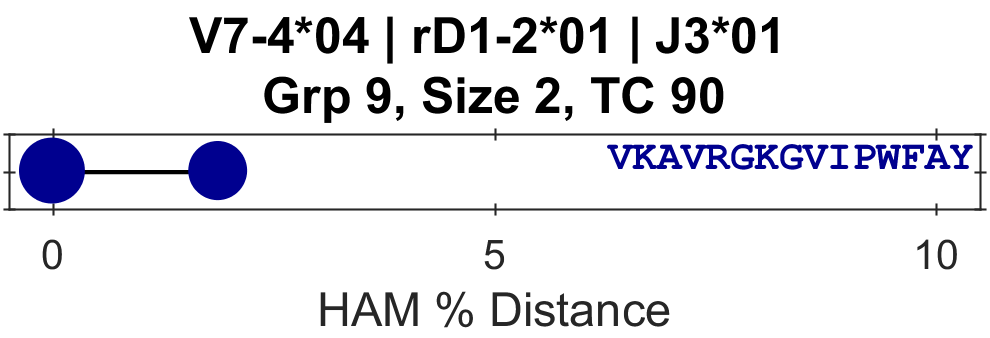 V7-4*04 | rD1-2*01 | J3*01
Grp 9, Size 2, TC 90
VKAVRGKGVIPWFAY
0 5 10
HAM % Distance